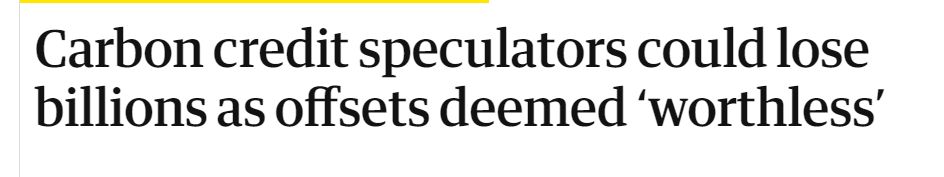 Carbon credit speculators could lose
billions as offsets deemed ‘worthless’